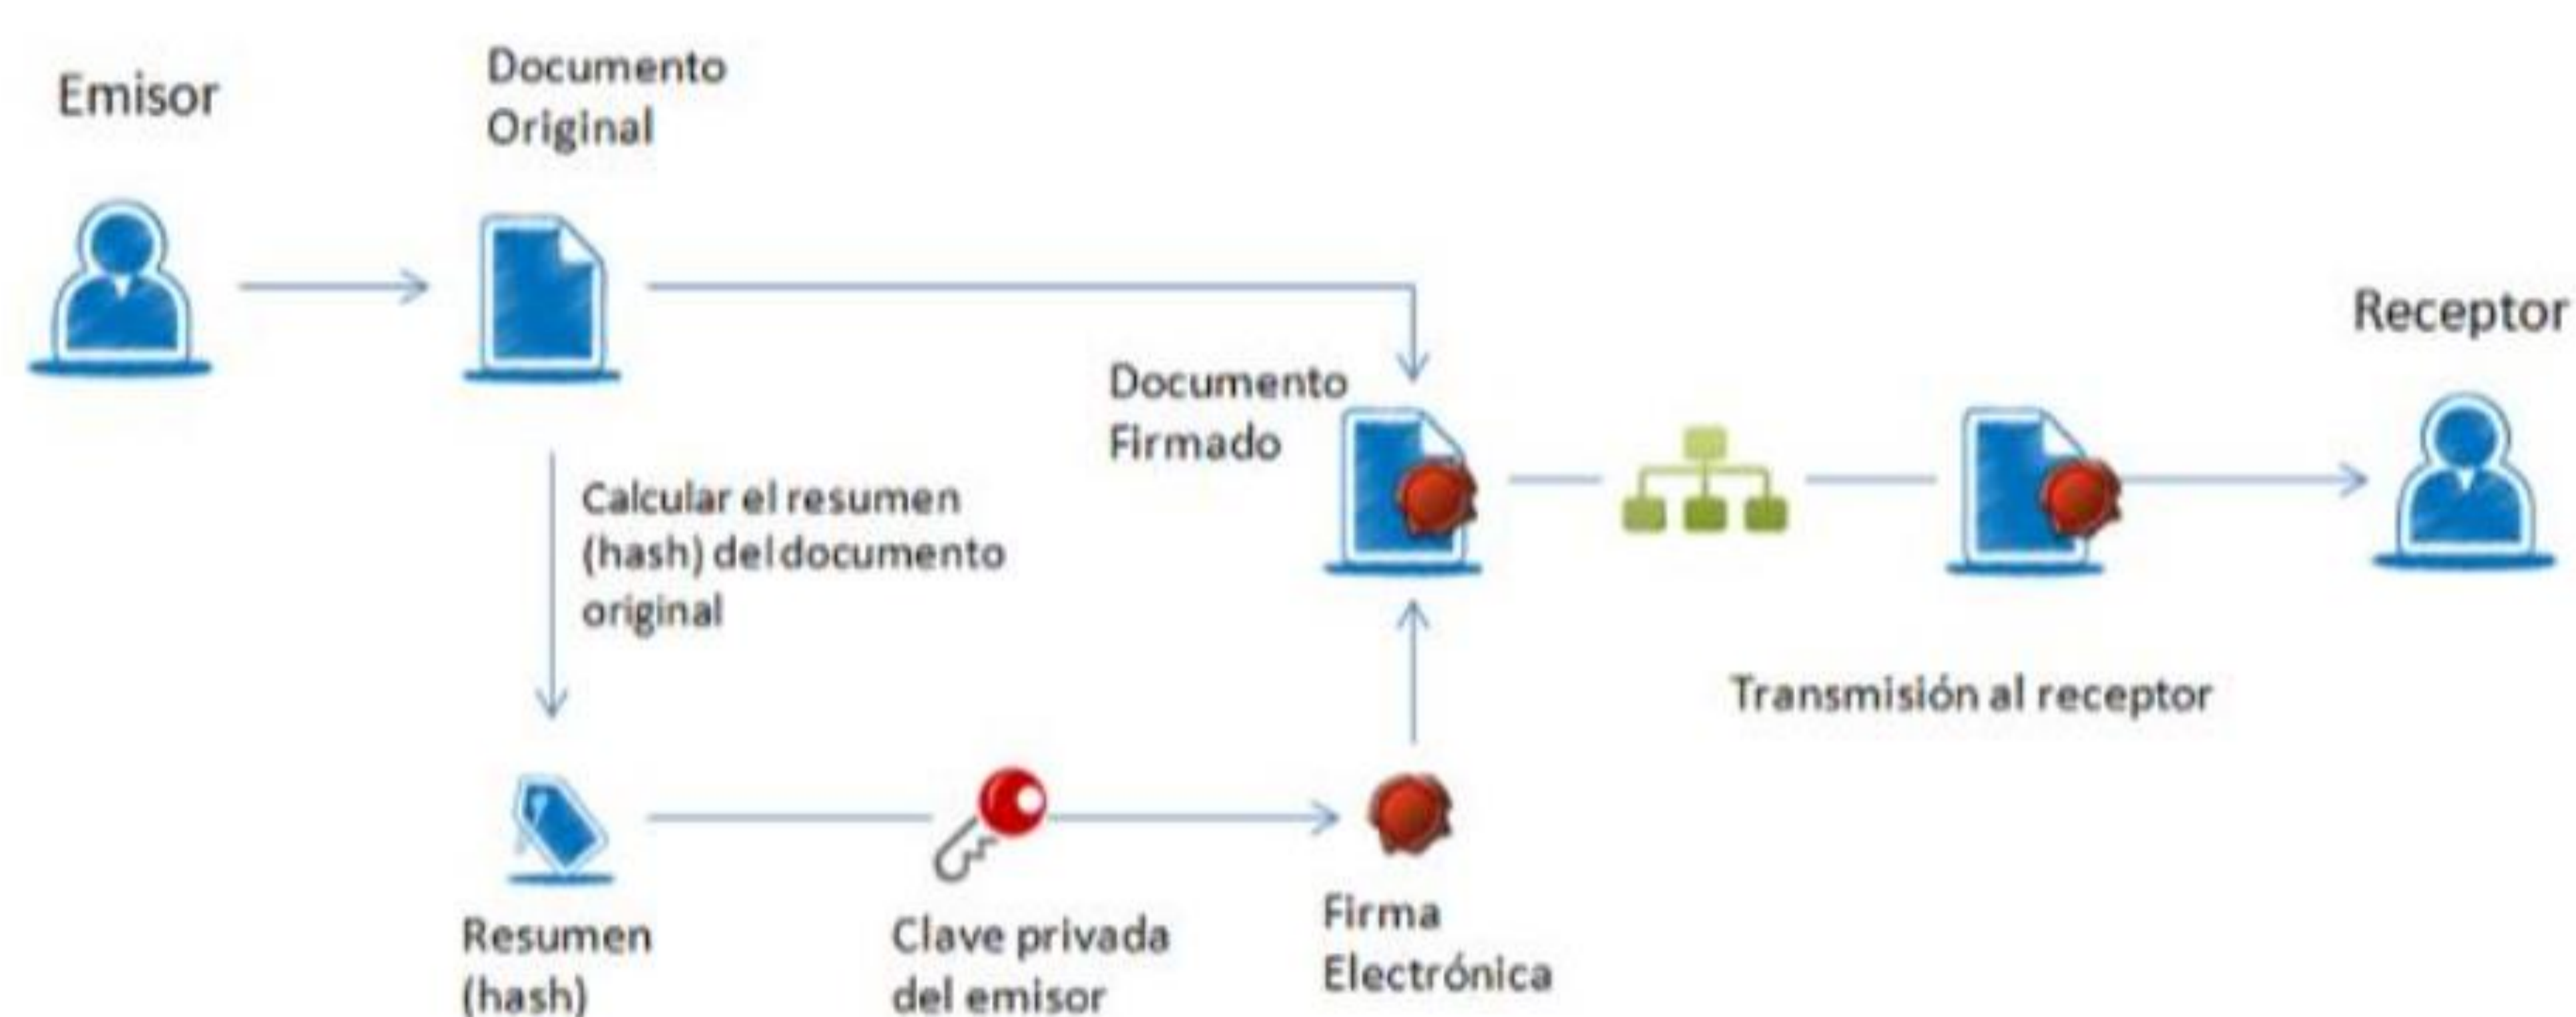 Emisor
Documento
Original
Receptor
Documento
Firmado
Calcular el resumen
(hash) del documento
original
Transmisión al receptor
Resumen
(hash)
Clave privada
del emisor
Firma
Electrónica